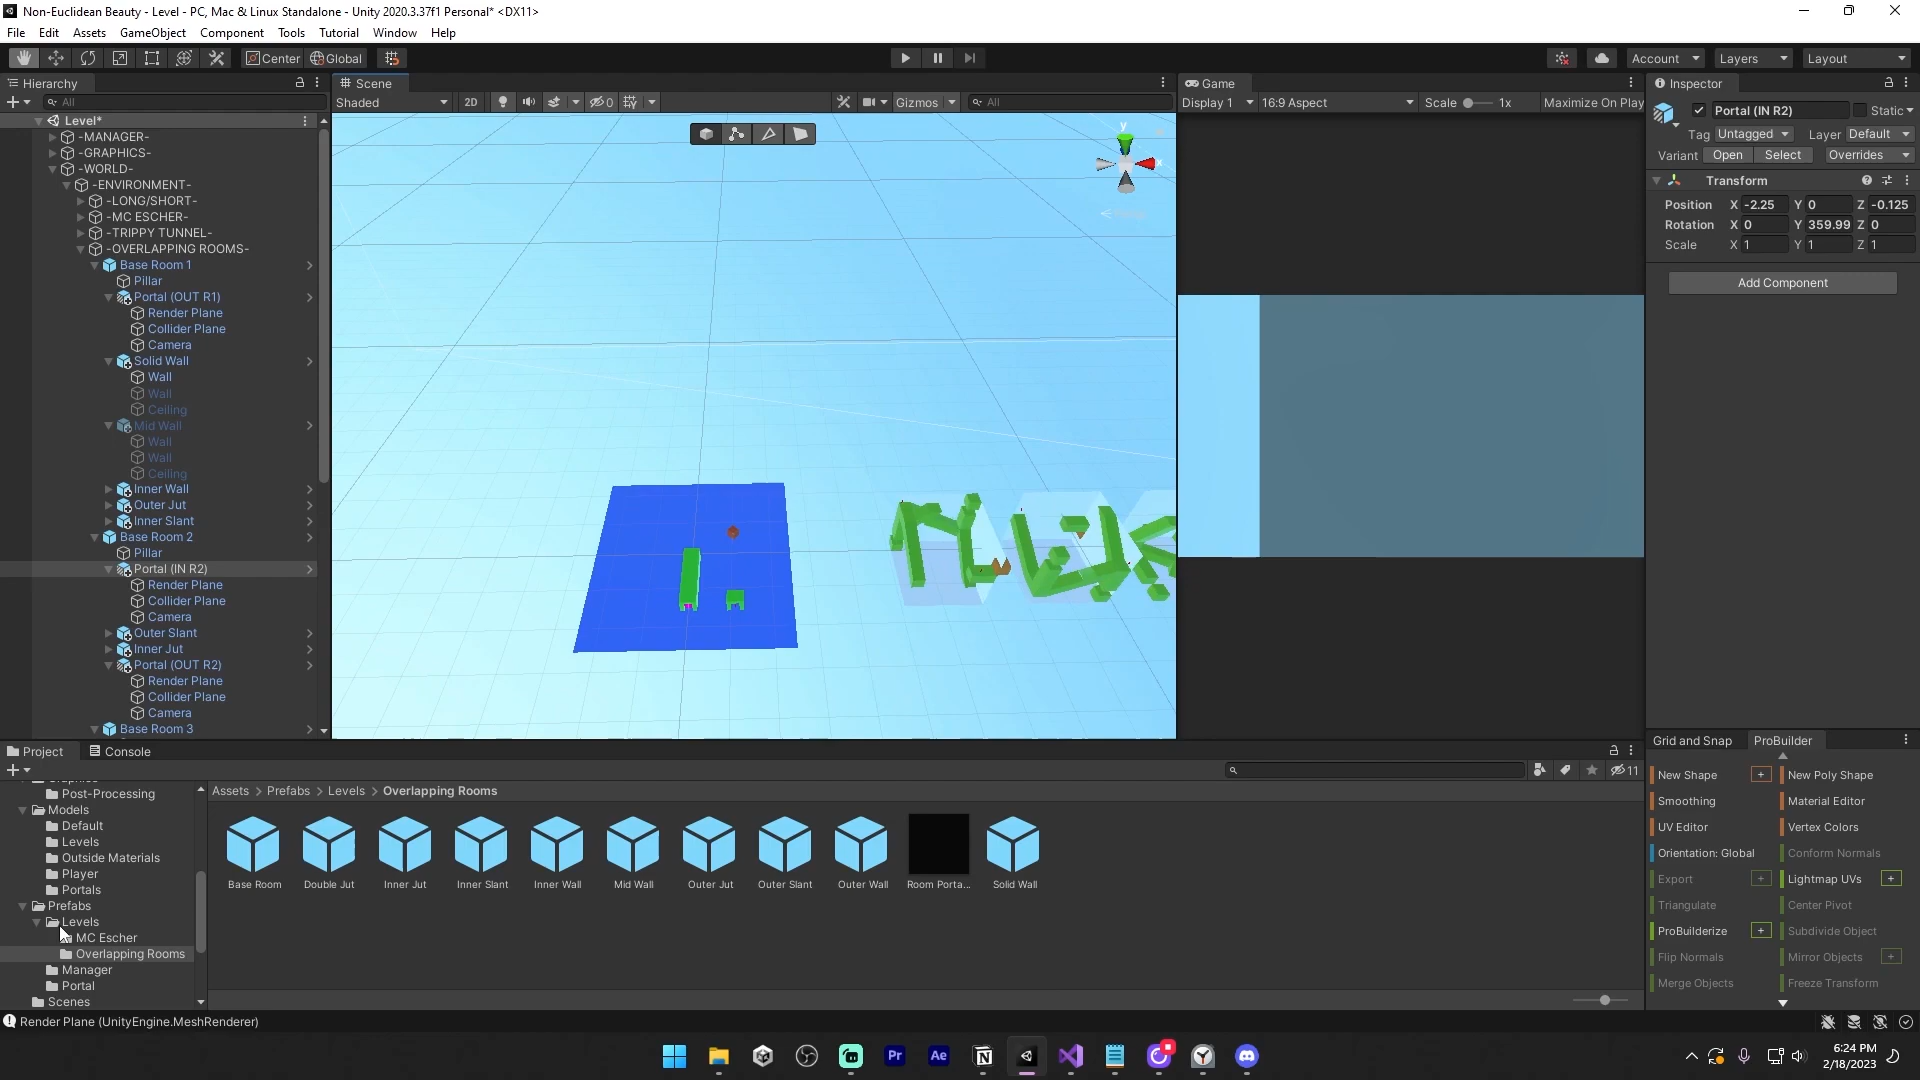 Non-Euclidean Beauty - Level - PC, Mac & Linux Standalone - Unity 2020.3.37f1 Personal* <DX11>
File Edit Assets GameObject Component Tools Tutorial Window Help
Center Global Account Layers Layout
Hierarchy
All
Level*
-MANAGER-
-GRAPHICS-
-WORLD-
-ENVIRONMENT-
-LONG/SHORT-
-MC ESCHER-
-TRIPPY TUNNEL-
-OVERLAPPING ROOMS-
Base Room 1
Pillar
Portal (OUT R1)
Render Plane
Collider Plane
Camera
Solid Wall
Wall
Wall
Ceiling
Mid Wall
Wall
Wall
Ceiling
Inner Wall
Outer Jut
Inner Slant
Base Room 2
Pillar
Portal (IN R2)
Render Plane
Collider Plane
Camera
Outer Slant
Inner Jut
Portal (OUT R2)
Render Plane
Collider Plane
Camera
Base Room 3
Scene
Shaded 2D 0 Gizmos All
y
Game
Display 1 16:9 Aspect Scale 1x Maximize On Play
Inspector
Portal (IN R2) Static
Tag Untagged Layer Default
Variant Open Select Overrides
Transform
Position X -2.25 Y 0 Z -0.125
Rotation X 0 Y 359.99 Z 0
Scale X 1 Y 1 Z 1
Add Component
Project Console
11
Post-Processing
Models
Default
Levels
Outside Materials
Player
Portals
Prefabs
Levels
MC Escher
Overlapping Rooms
Manager
Portal
Scenes
Assets > Prefabs > Levels > Overlapping Rooms
Base Room Double Jut Inner Jut Inner Slant Inner Wall Mid Wall Outer Jut Outer Slant Outer Wall Room Porta... Solid Wall
Grid and Snap ProBuilder
New Shape + New Poly Shape
Smoothing Material Editor
UV Editor Vertex Colors
Orientation: Global Conform Normals
Export + Lightmap UVs +
Triangulate Center Pivot
ProBuilderize + Subdivide Object
Flip Normals Mirror Objects +
Merge Objects Freeze Transform
Render Plane (UnityEngine.MeshRenderer)
Pr Ae
6:24 PM
2/18/2023